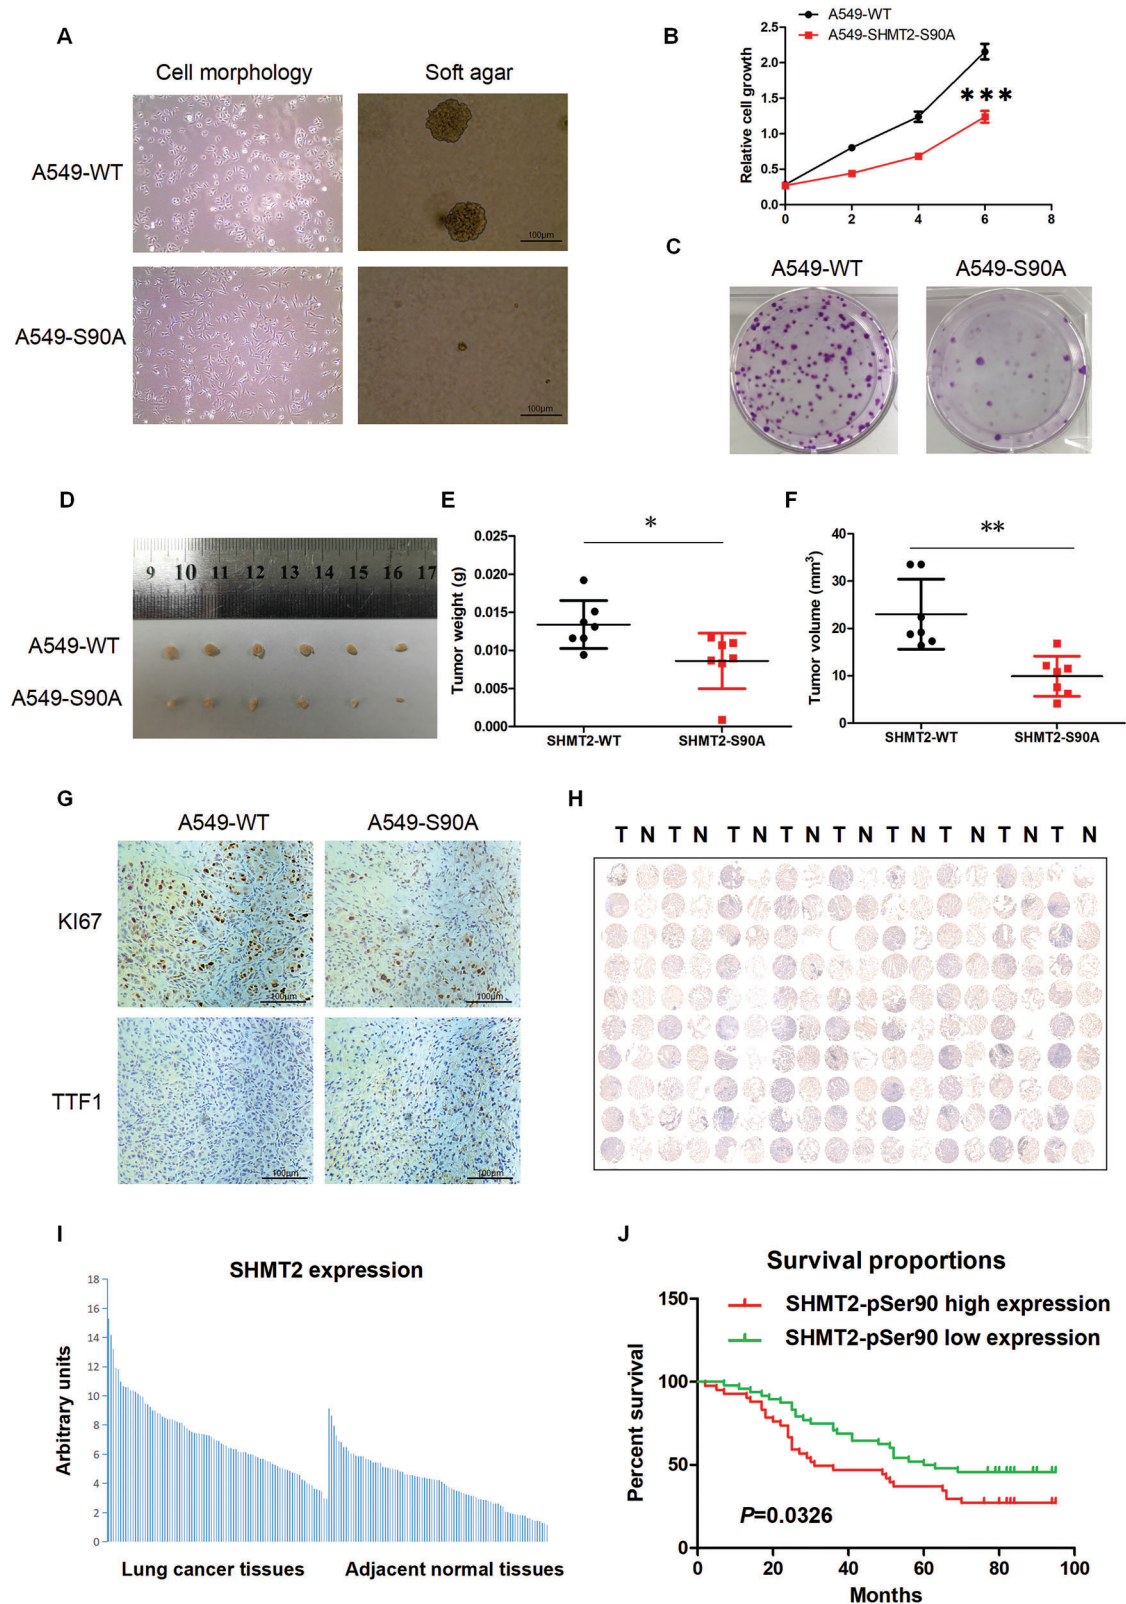 A
Cell morphology
Soft agar
A549-WT
100μm
A549-S90A
100μm
B
A549-WT
A549-SHMT2-S90A
Relative cell growth
2.5
2.0
1.5
1.0
0.5
0.0
***
0 2 4 6 8
C
A549-WT
A549-S90A
D
9 10 11 12 13 14 15 16 17
A549-WT
A549-S90A
E
Tumor weight (g)
0.025
0.020
0.015
0.010
0.005
0.000
*
SHMT2-WT
SHMT2-S90A
F
Tumor volume (mm³)
40
30
20
10
0
**
SHMT2-WT
SHMT2-S90A
G
A549-WT
A549-S90A
KI67
100μm
100μm
TTF1
100μm
100μm
H
T N T N T N T N T N T N T N T N T N
I
SHMT2 expression
Arbitrary units
18
16
14
12
10
8
6
4
2
0
Lung cancer tissues
Adjacent normal tissues
J
Survival proportions
SHMT2-pSer90 high expression
SHMT2-pSer90 low expression
Percent survival
150
100
50
0
P=0.0326
0 20 40 60 80 100
Months